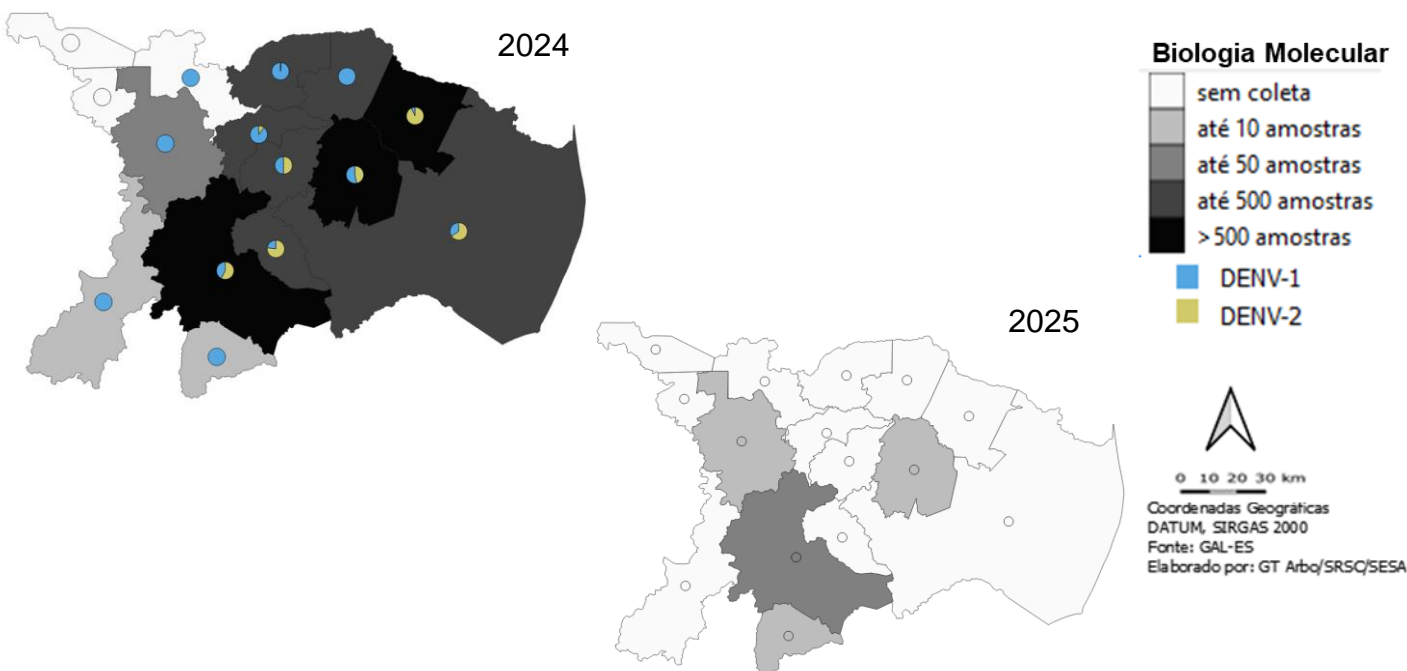 2024
2025
Biologia Molecular
sem coleta
até 10 amostras
até 50 amostras
até 500 amostras
>500 amostras
DENV-1
DENV-2
0 10 20 30 km
Coordenadas Geográficas
DATUM, SIRGAS 2000
Fonte: GAL-ES
Elaborado por: GT Arbo/SRSC/SESA